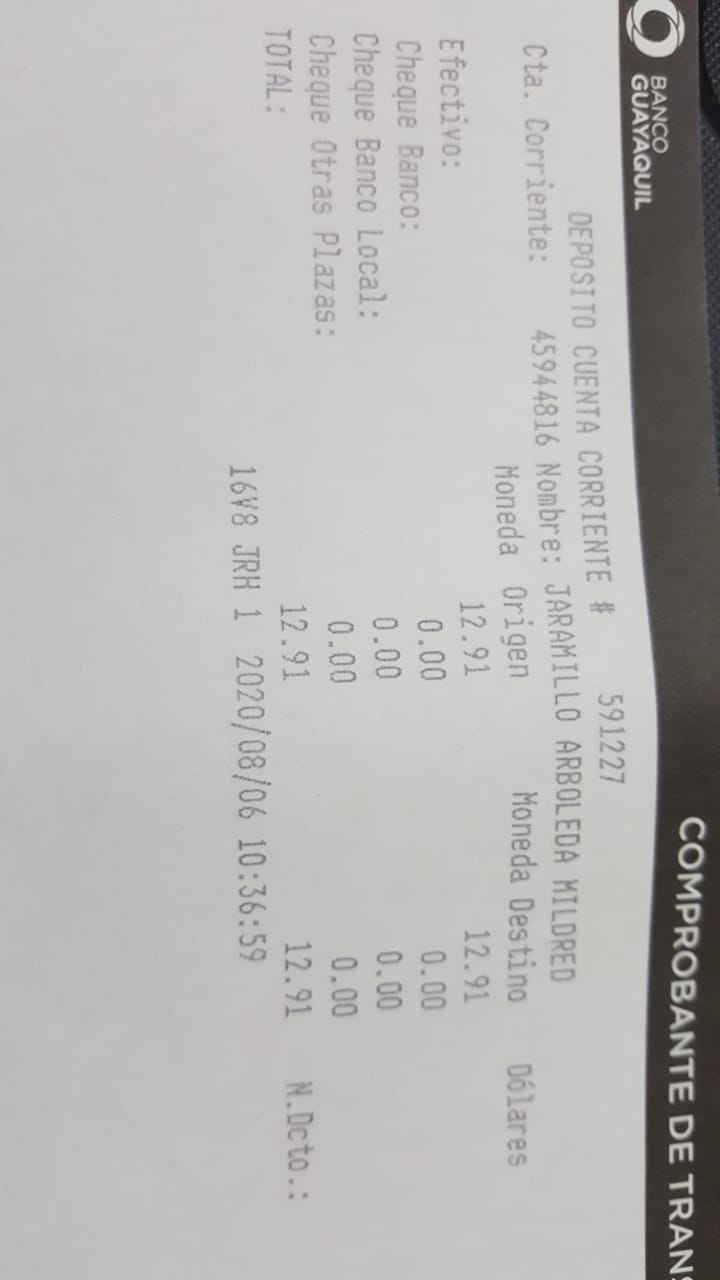 BANCO
GUAYAQUIL
COMPROBANTE DE TRANS
DEPOSITO CUENTA CORRIENTE # 591227
Cta. Corriente: 45944816 Nombre: JARAMILLO ARBOLEDA MILDRED
Moneda Origen Moneda Destino Dólares
Efectivo: 12.91 12.91
Cheque Banco: 0.00 0.00
Cheque Banco Local: 0.00 0.00
Cheque Otras Plazas: 0.00 0.00
TOTAL: 12.91 12.91 N.Dcto.:
16V8 JRH 1 2020/08/06 10:36:59